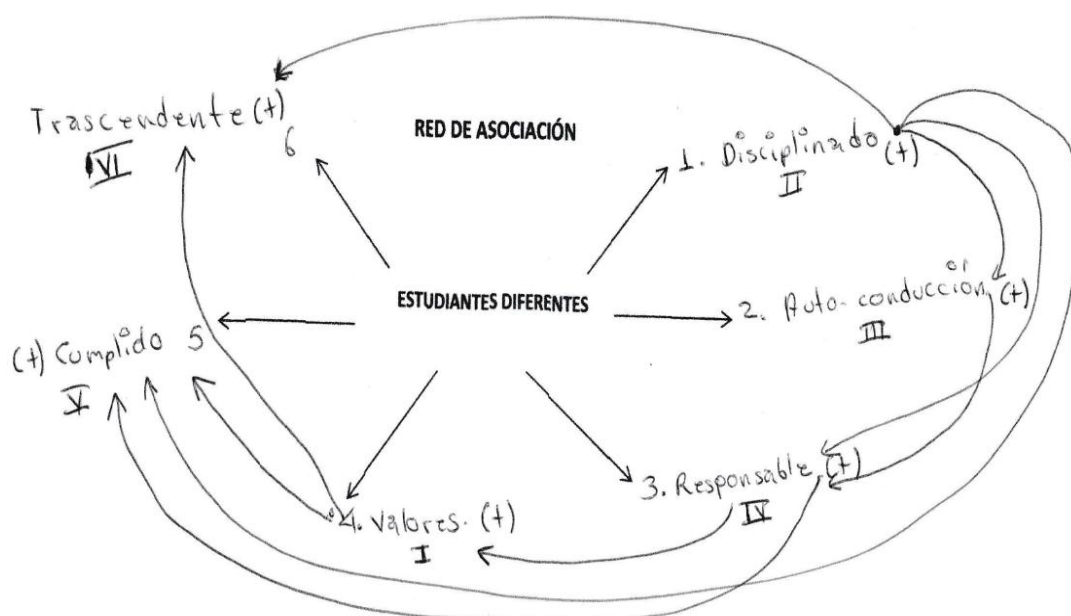 RED DE ASOCIACIÓN
Trascendente (+)
6
VI
1. Disciplinado (+)
II
ESTUDIANTES DIFERENTES
2. Auto-conducción (+)
III
(+) Cumplido 5
V
3. Responsable (+)
IV
4. Valores. (+)
I